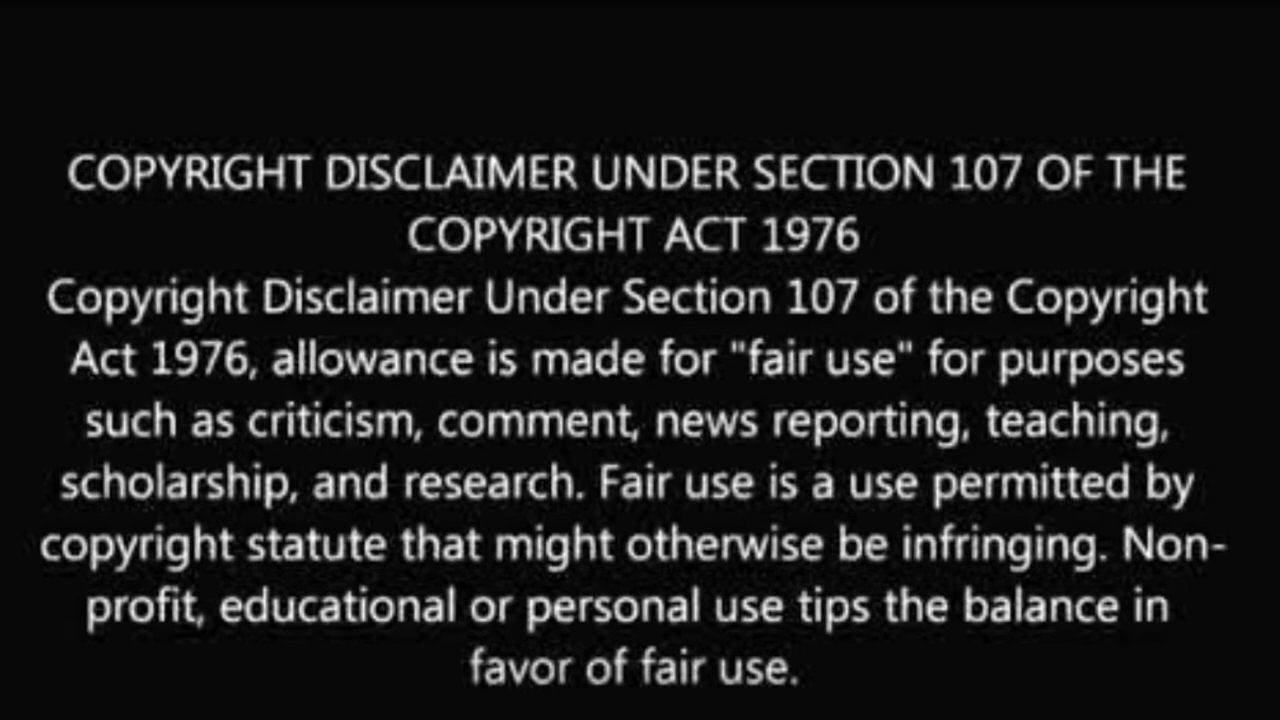 COPYRIGHT DISCLAIMER UNDER SECTION 107 OF THE
COPYRIGHT ACT 1976
Copyright Disclaimer Under Section 107 of the Copyright
Act 1976, allowance is made for "fair use" for purposes
such as criticism, comment, news reporting, teaching,
scholarship, and research. Fair use is a use permitted by
copyright statute that might otherwise be infringing. Non-
profit, educational or personal use tips the balance in
favor of fair use.